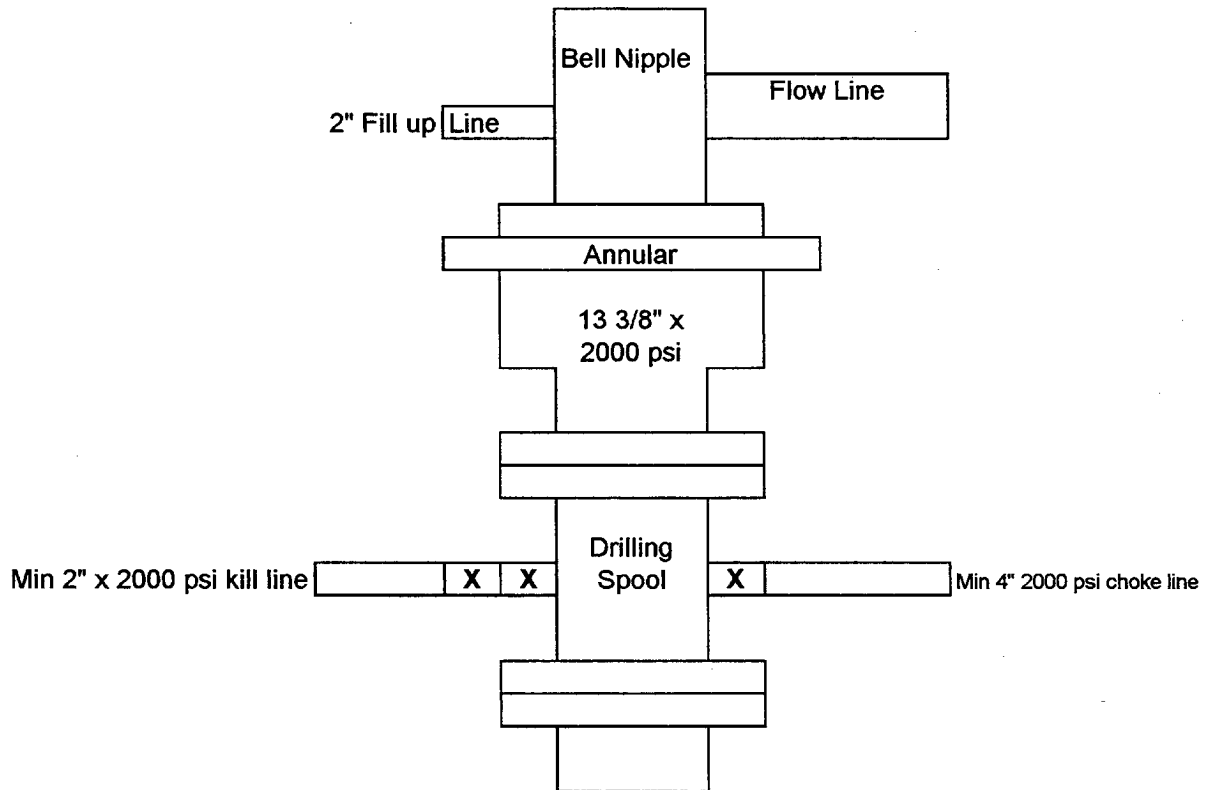 Bell Nipple
Flow Line
2" Fill up Line
Annular
13 3/8" x
2000 psi
Drilling
Spool
Min 2" x 2000 psi kill line
X X
X
Min 4" 2000 psi choke line